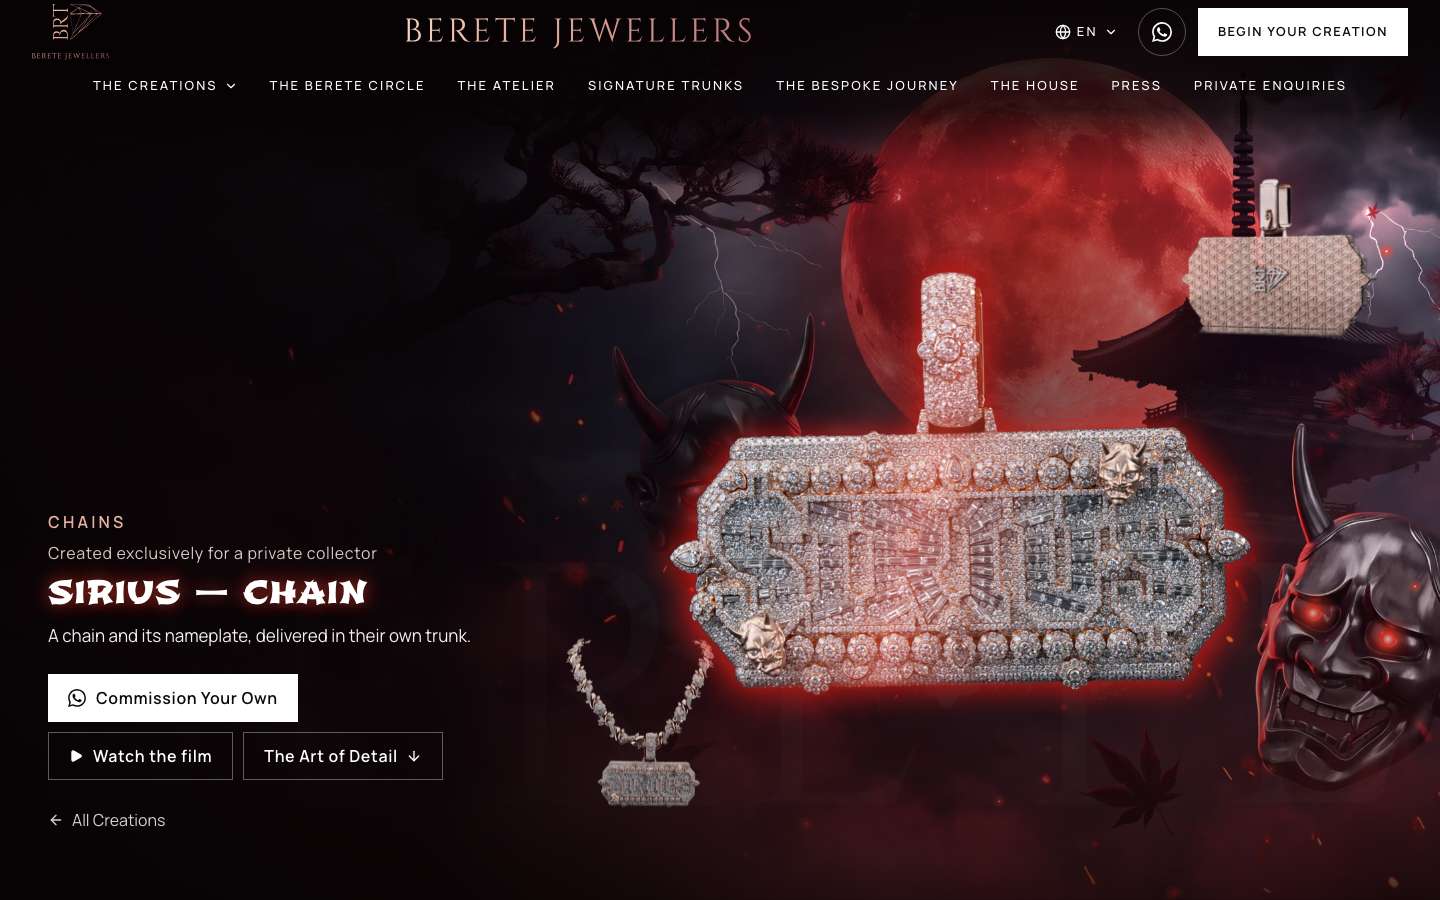 BRT
BERETE JEWELLERS
BERETE JEWELLERS
EN
BEGIN YOUR CREATION
THE CREATIONS
THE BERETE CIRCLE
THE ATELIER
SIGNATURE TRUNKS
THE BESPOKE JOURNEY
THE HOUSE
PRESS
PRIVATE ENQUIRIES
SIRIUS
CHAINS
Created exclusively for a private collector
SIRIUS — CHAIN
A chain and its nameplate, delivered in their own trunk.
Commission Your Own
Watch the film
The Art of Detail
All Creations
SIRIUS